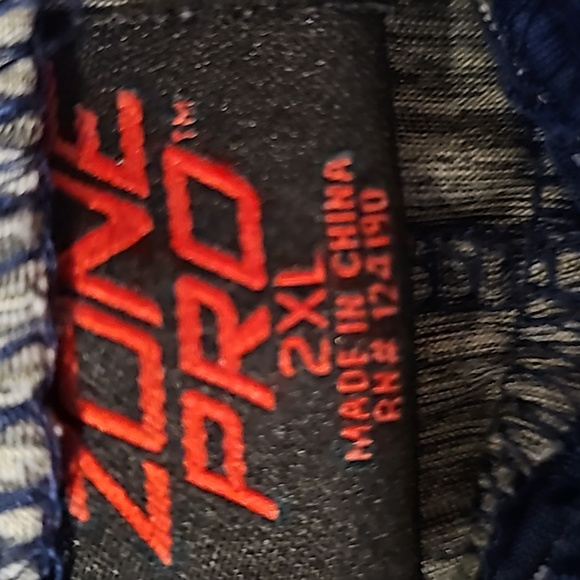 ZONE
PRO™
2XL
MADE IN CHINA
RN# 124190